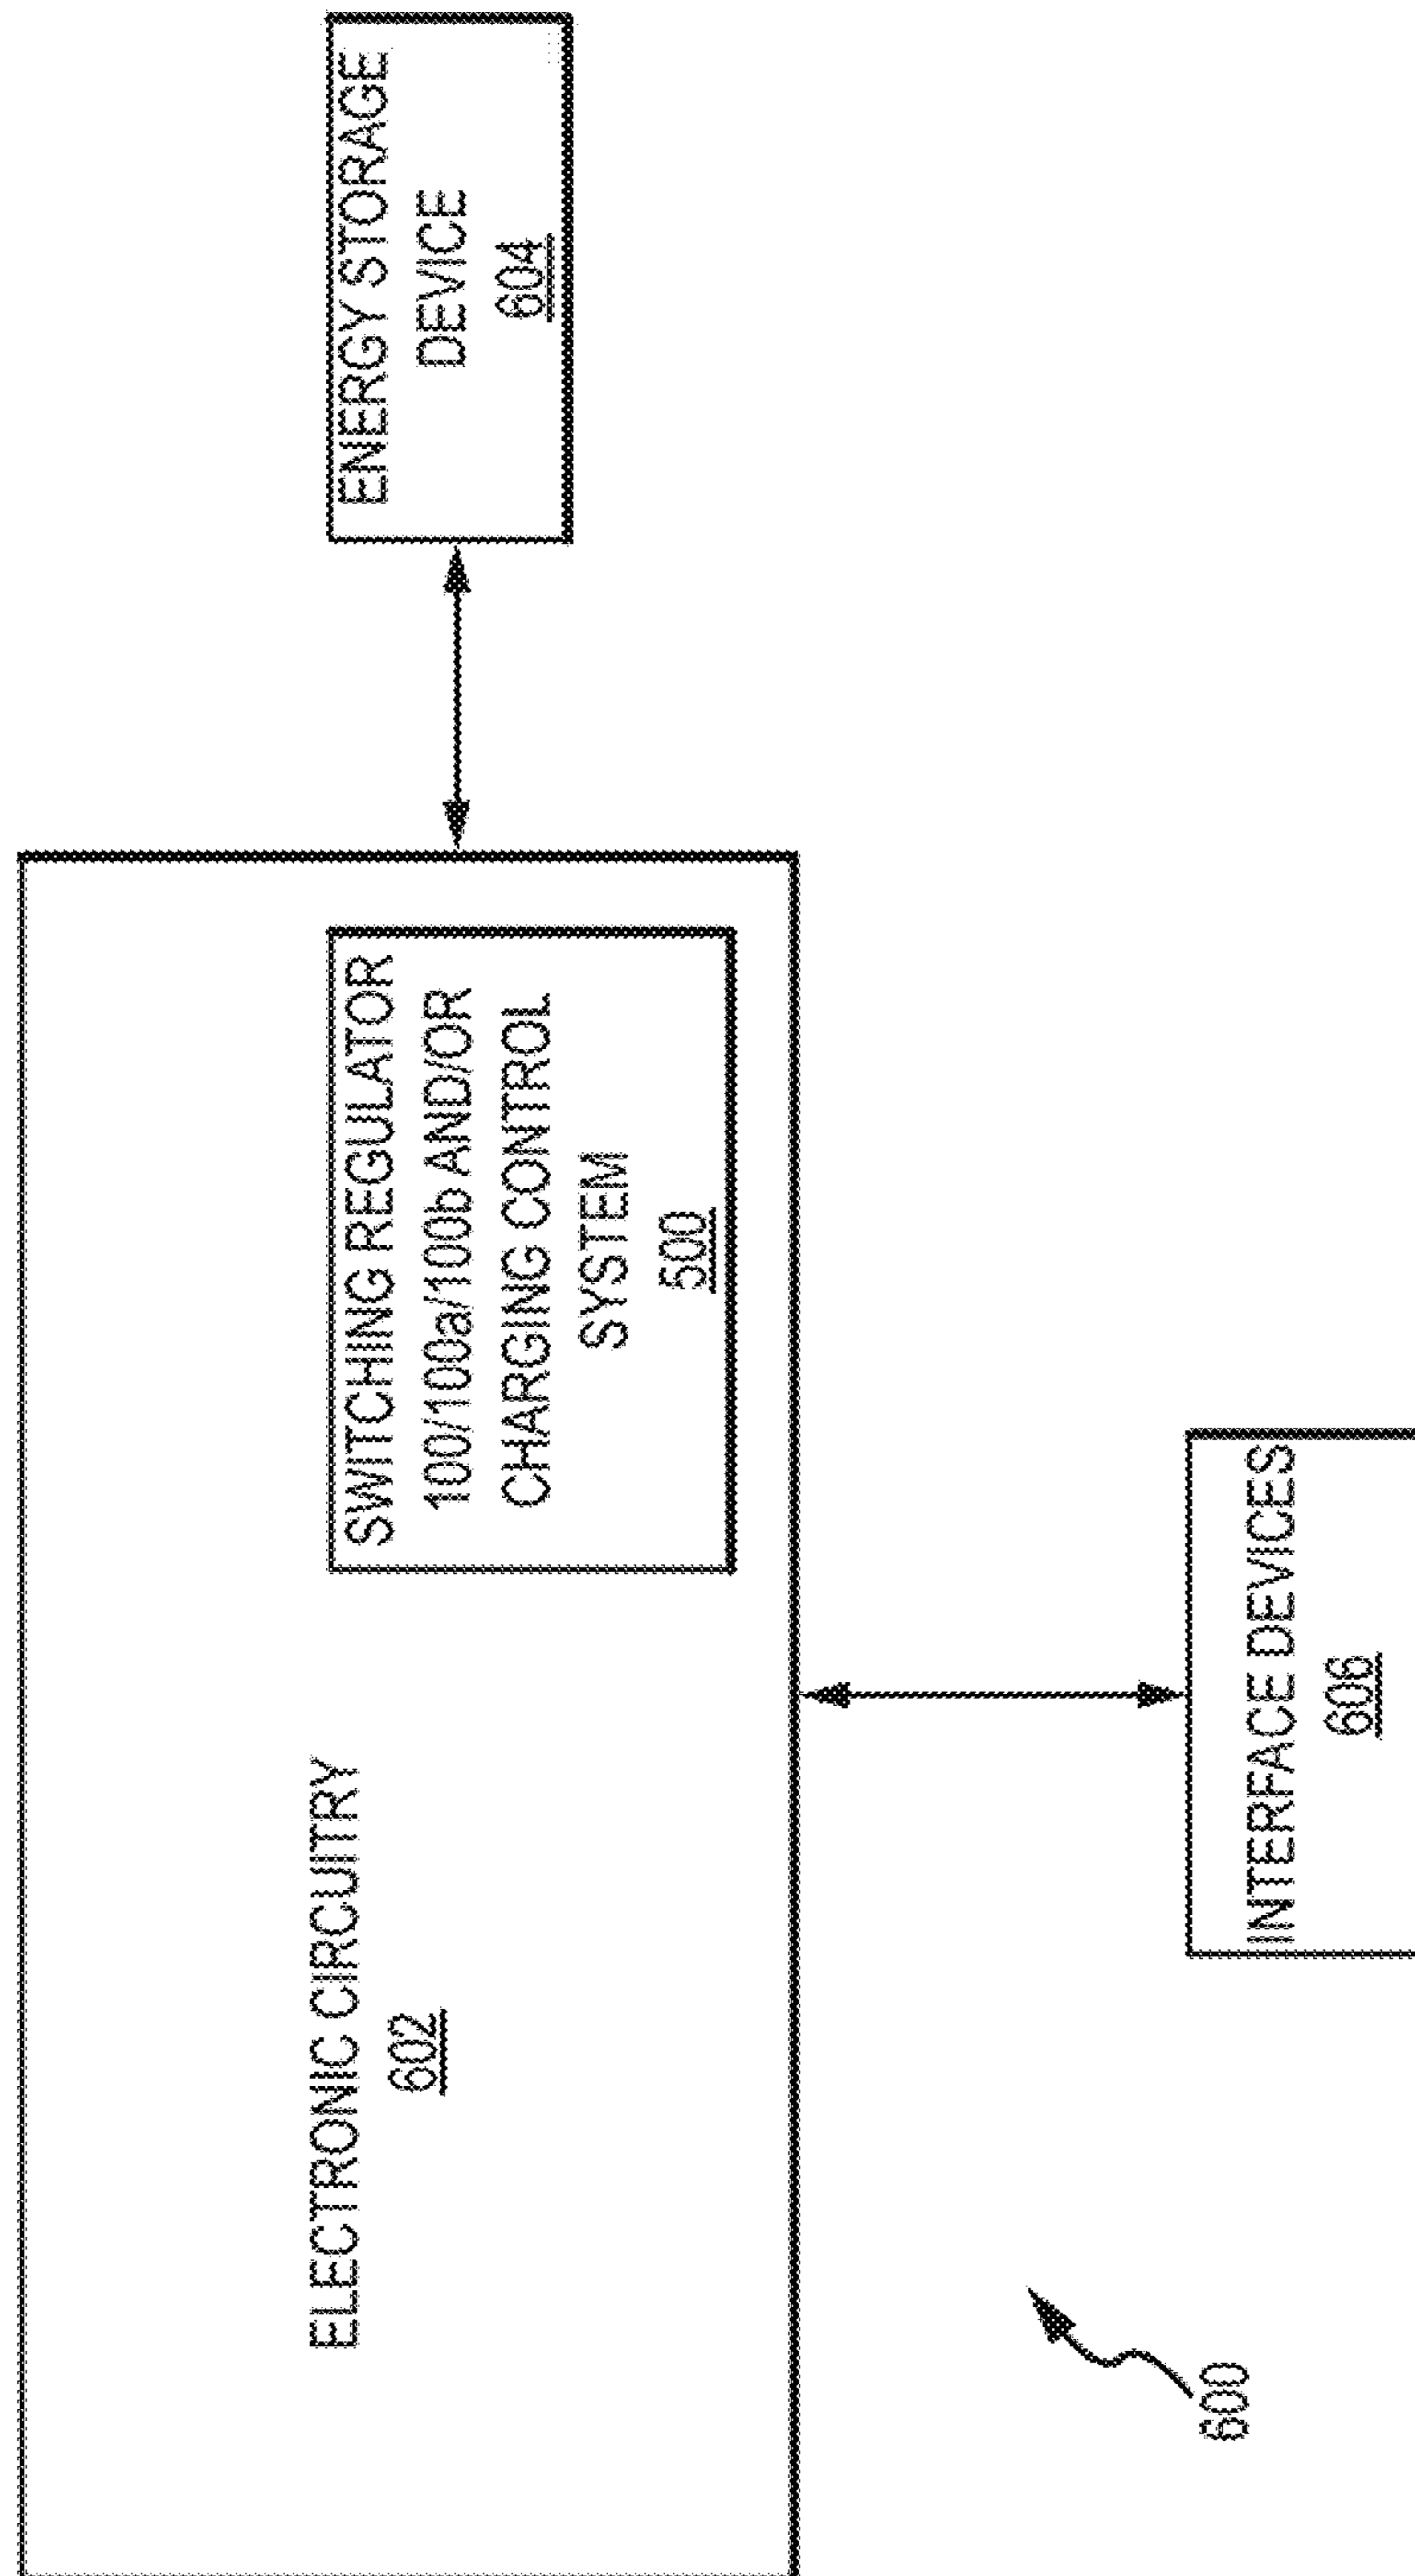 ELECTRONIC CIRCUITRY
602
SWITCHING REGULATOR
100/100a/100b AND/OR
CHARGING CONTROL
SYSTEM
500
ENERGY STORAGE
DEVICE
604
INTERFACE DEVICES
606
600